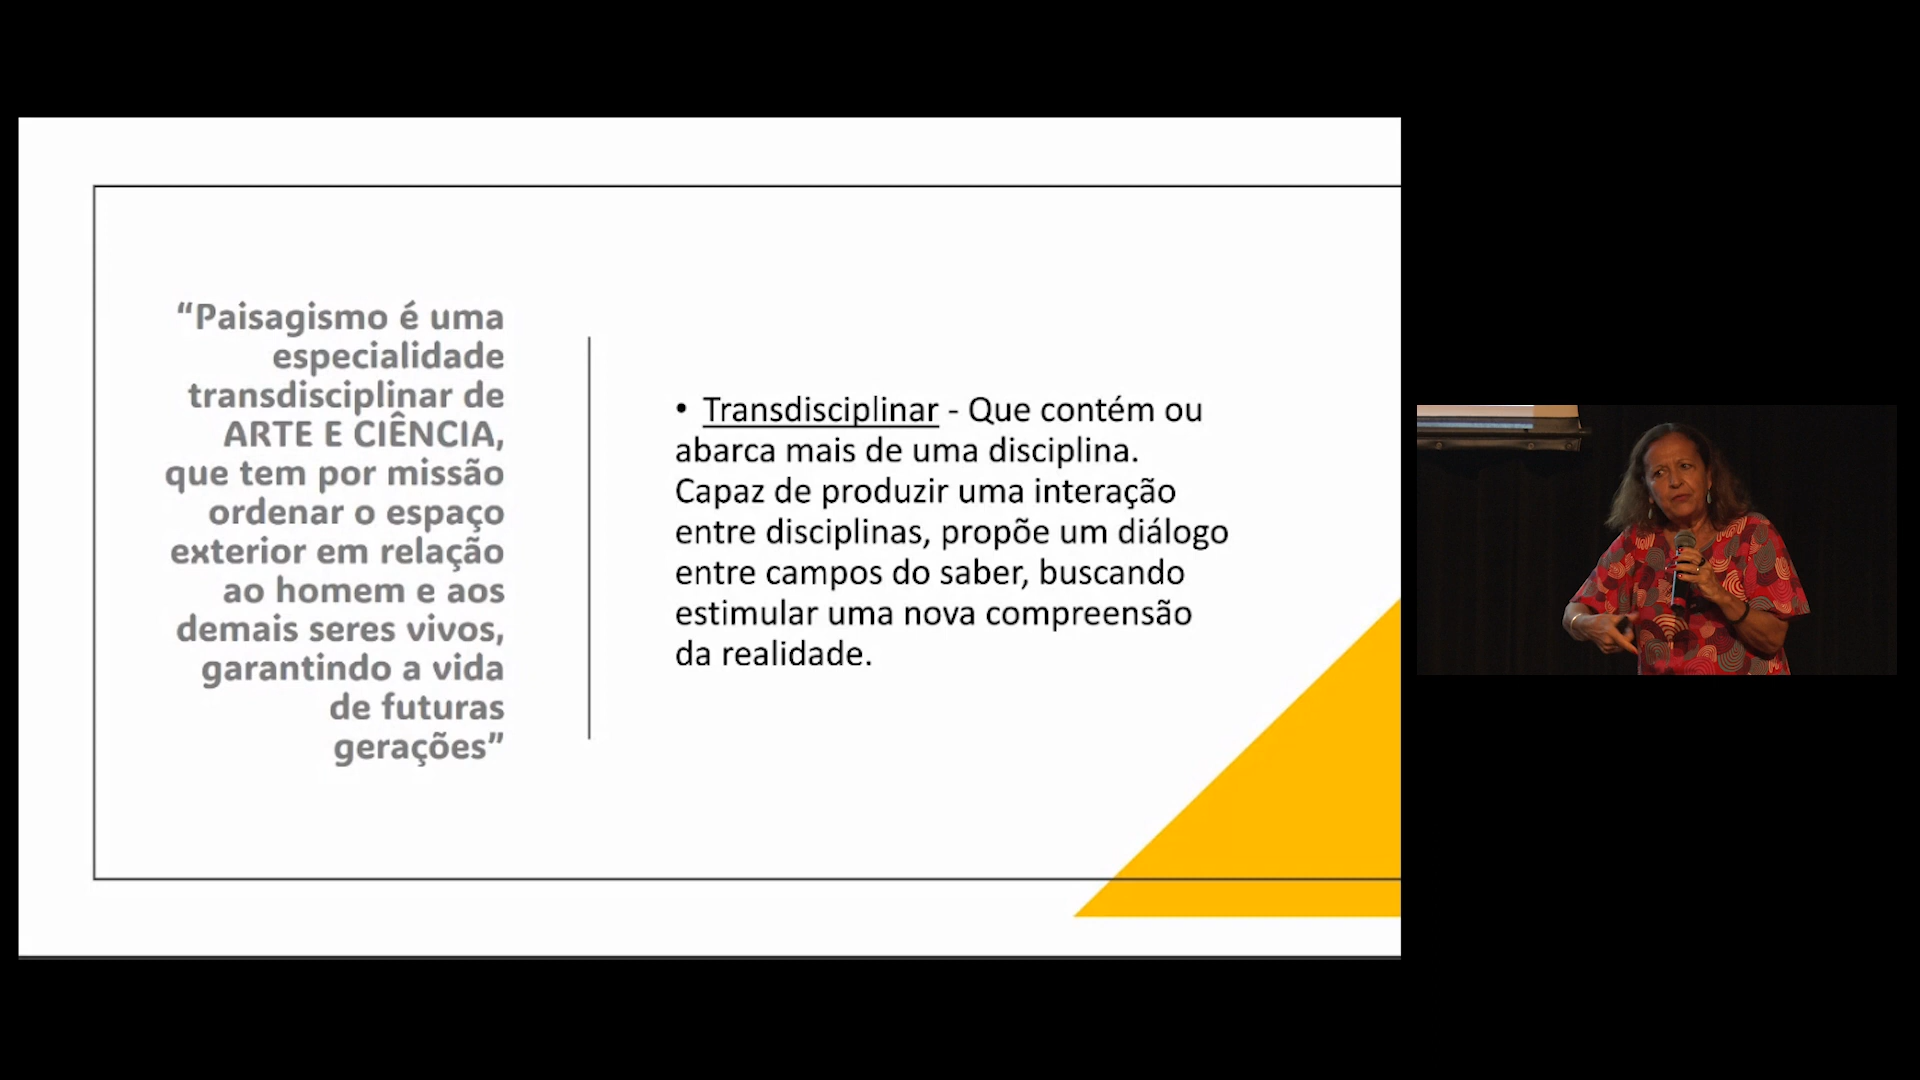 “Paisagismo é uma
especialidade
transdisciplinar de
ARTE E CIÊNCIA,
que tem por missão
ordenar o espaço
exterior em relação
ao homem e aos
demais seres vivos,
garantindo a vida
de futuras
gerações”
• Transdisciplinar - Que contém ou
abarca mais de uma disciplina.
Capaz de produzir uma interação
entre disciplinas, propõe um diálogo
entre campos do saber, buscando
estimular uma nova compreensão
da realidade.